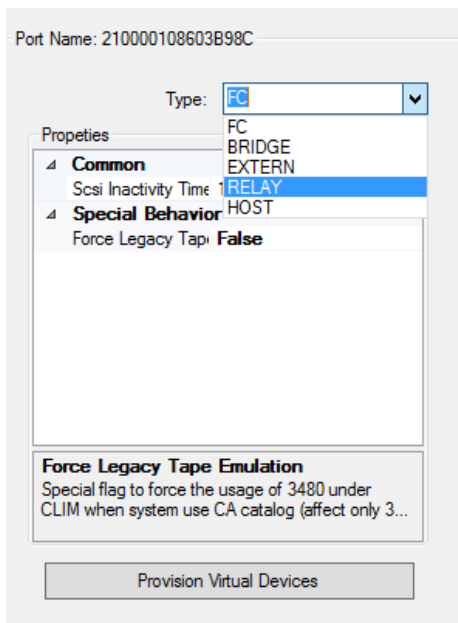 Port Name: 210000108603B98C
Type: FC
FC
BRIDGE
EXTERN
RELAY
HOST
Propeties
Common
Scsi Inactivity Time 1
Special Behavior
Force Legacy Tap False
Force Legacy Tape Emulation
Special flag to force the usage of 3480 under
CLIM when system use CA catalog (affect only 3...
Provision Virtual Devices